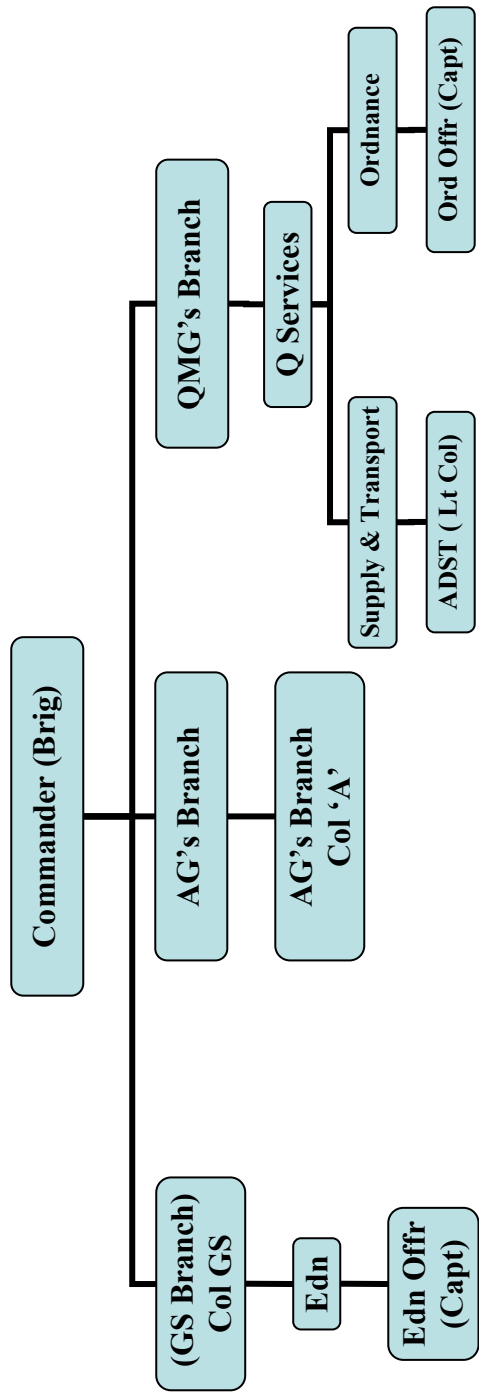 Commander (Brig)
(GS Branch)
Col GS
Edn
Edn Offr
(Capt)
AG’s Branch
AG’s Branch
Col ‘A’
QMG’s Branch
Q Services
Supply & Transport
ADST ( Lt Col)
Ordnance
Ord Offr (Capt)